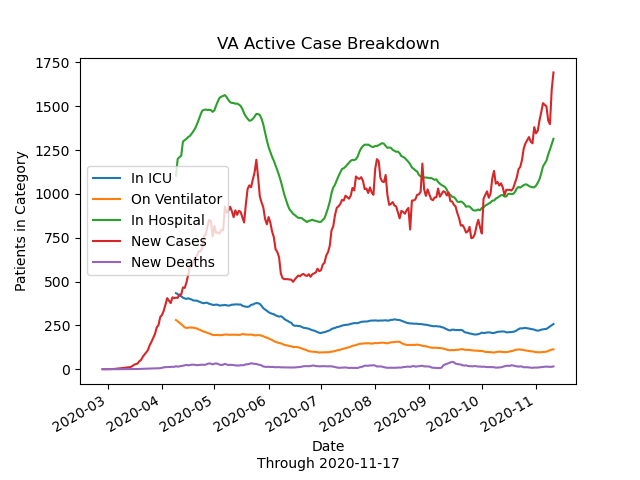 VA Active Case Breakdown
1750
1500
1250
1000
750
500
250
0
Patients in Category
In ICU
On Ventilator
In Hospital
New Cases
New Deaths
2020-03
2020-04
2020-05
2020-06
2020-07
2020-08
2020-09
2020-10
2020-11
Date
Through 2020-11-17